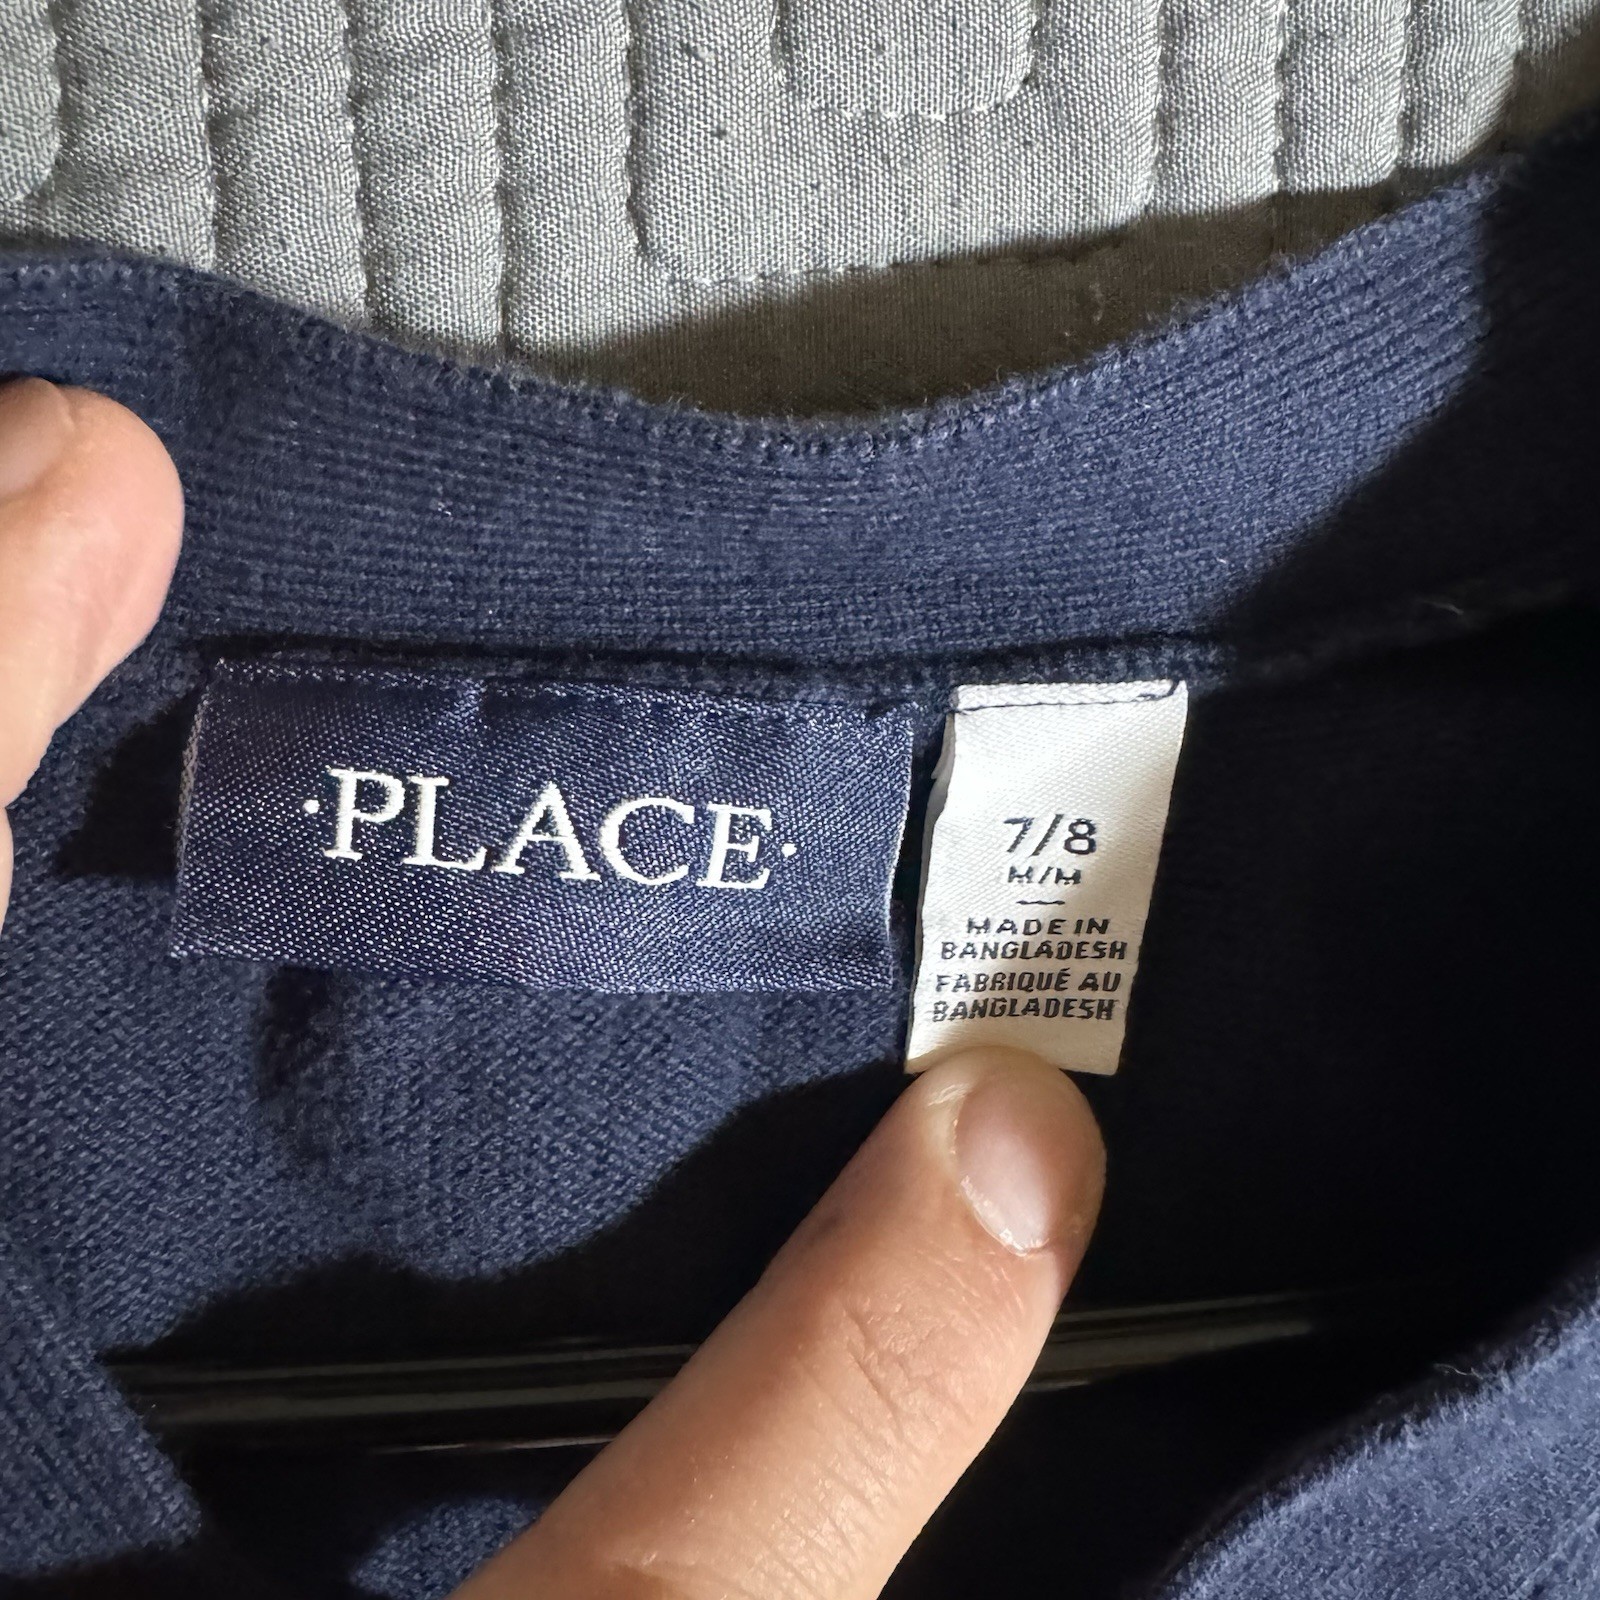 ·PLACE·
7/8
M/M
MADE IN
BANGLADESH
FABRIQUÉ AU
BANGLADESH